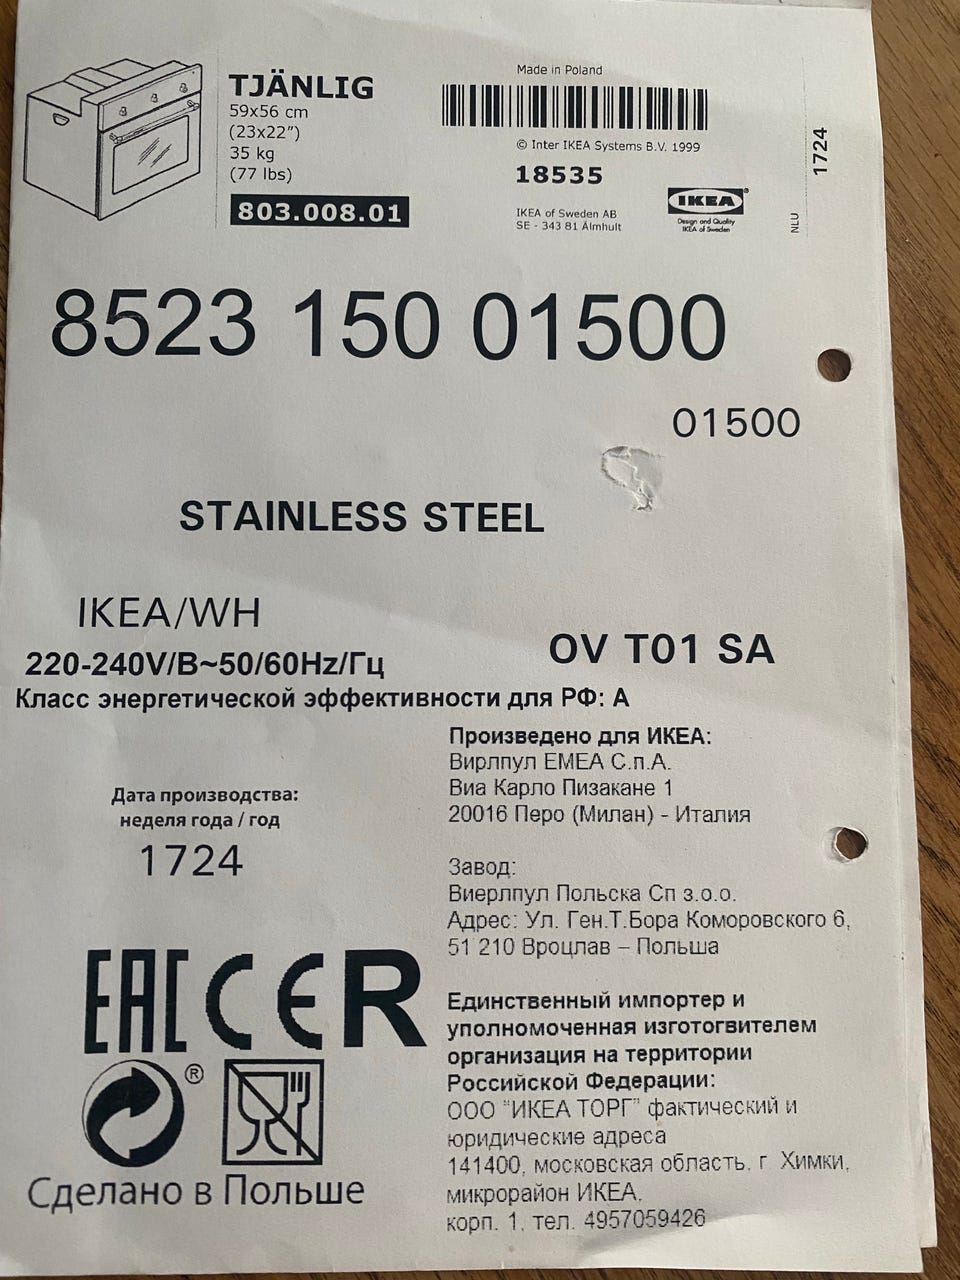 TJÄNLIG
59x56 cm
(23x22")
35 kg
(77 lbs)
803.008.01
Made in Poland
© Inter IKEA Systems B.V. 1999
18535
IKEA of Sweden AB
SE - 343 81 Älmhult
IKEA®
Design and Quality
IKEA of Sweden
1724
NLU
8523 150 01500
01500
STAINLESS STEEL
IKEA/WH
OV T01 SA
220-240V/В~50/60Hz/Гц
Класс энергетической эффективности для РФ: А
Произведено для ИКЕА:
Вирлпул ЕМЕА С.п.А.
Виа Карло Пизакане 1
20016 Перо (Милан) - Италия
Дата производства:
неделя года / год
1724
Завод:
Виерлпул Польска Сп з.о.о.
Адрес: Ул. Ген.Т.Бора Коморовского 6,
51 210 Вроцлав – Польша
EAC CE R
®
Сделано в Польше
Единственный импортер и
уполномоченная изготогвителем
организация на территории
Российской Федерации:
ООО "ИКЕА ТОРГ" фактический и
юридические адреса
141400, московская область, г Химки,
микрорайон ИКЕА,
корп. 1, тел. 4957059426